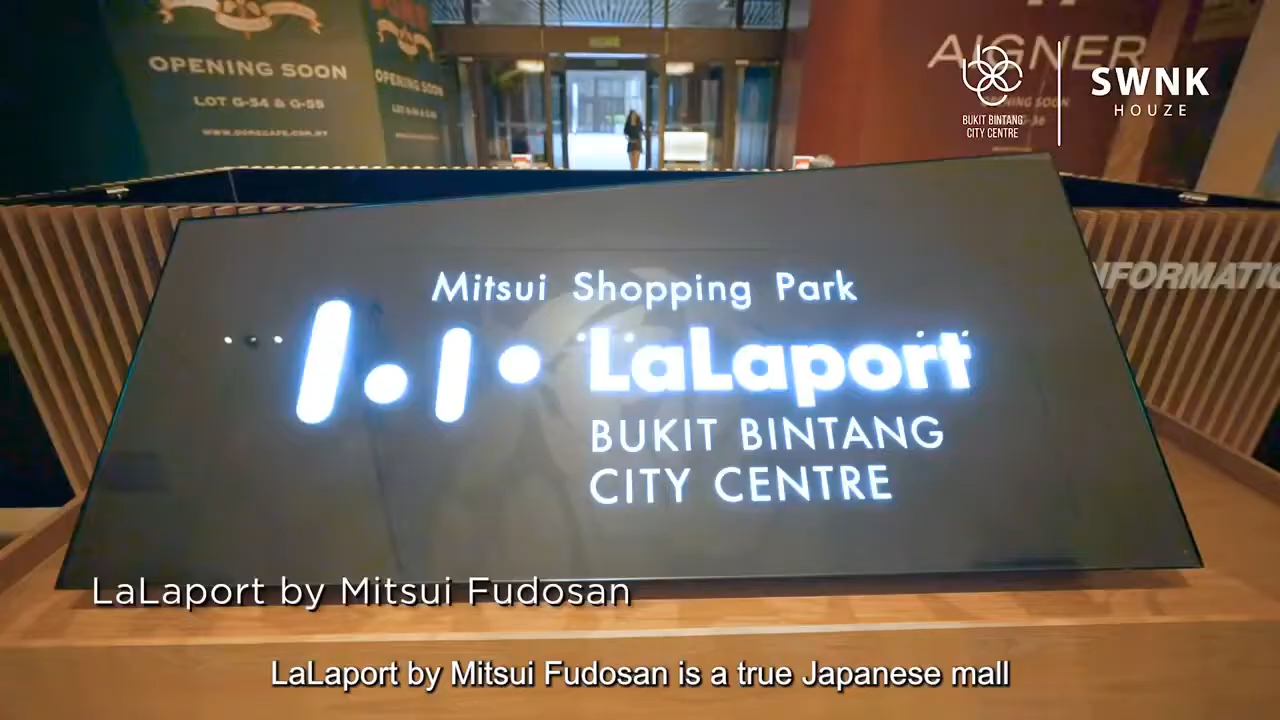 OPENING SOON
LOT G-54 & G-55
OPENING SOON
AIGNER
BUKIT BINTANG
CITY CENTRE
SWNK
HOUZE
Mitsui Shopping Park
LaLaport
BUKIT BINTANG
CITY CENTRE
LaLaport by Mitsui Fudosan
LaLaport by Mitsui Fudosan is a true Japanese mall